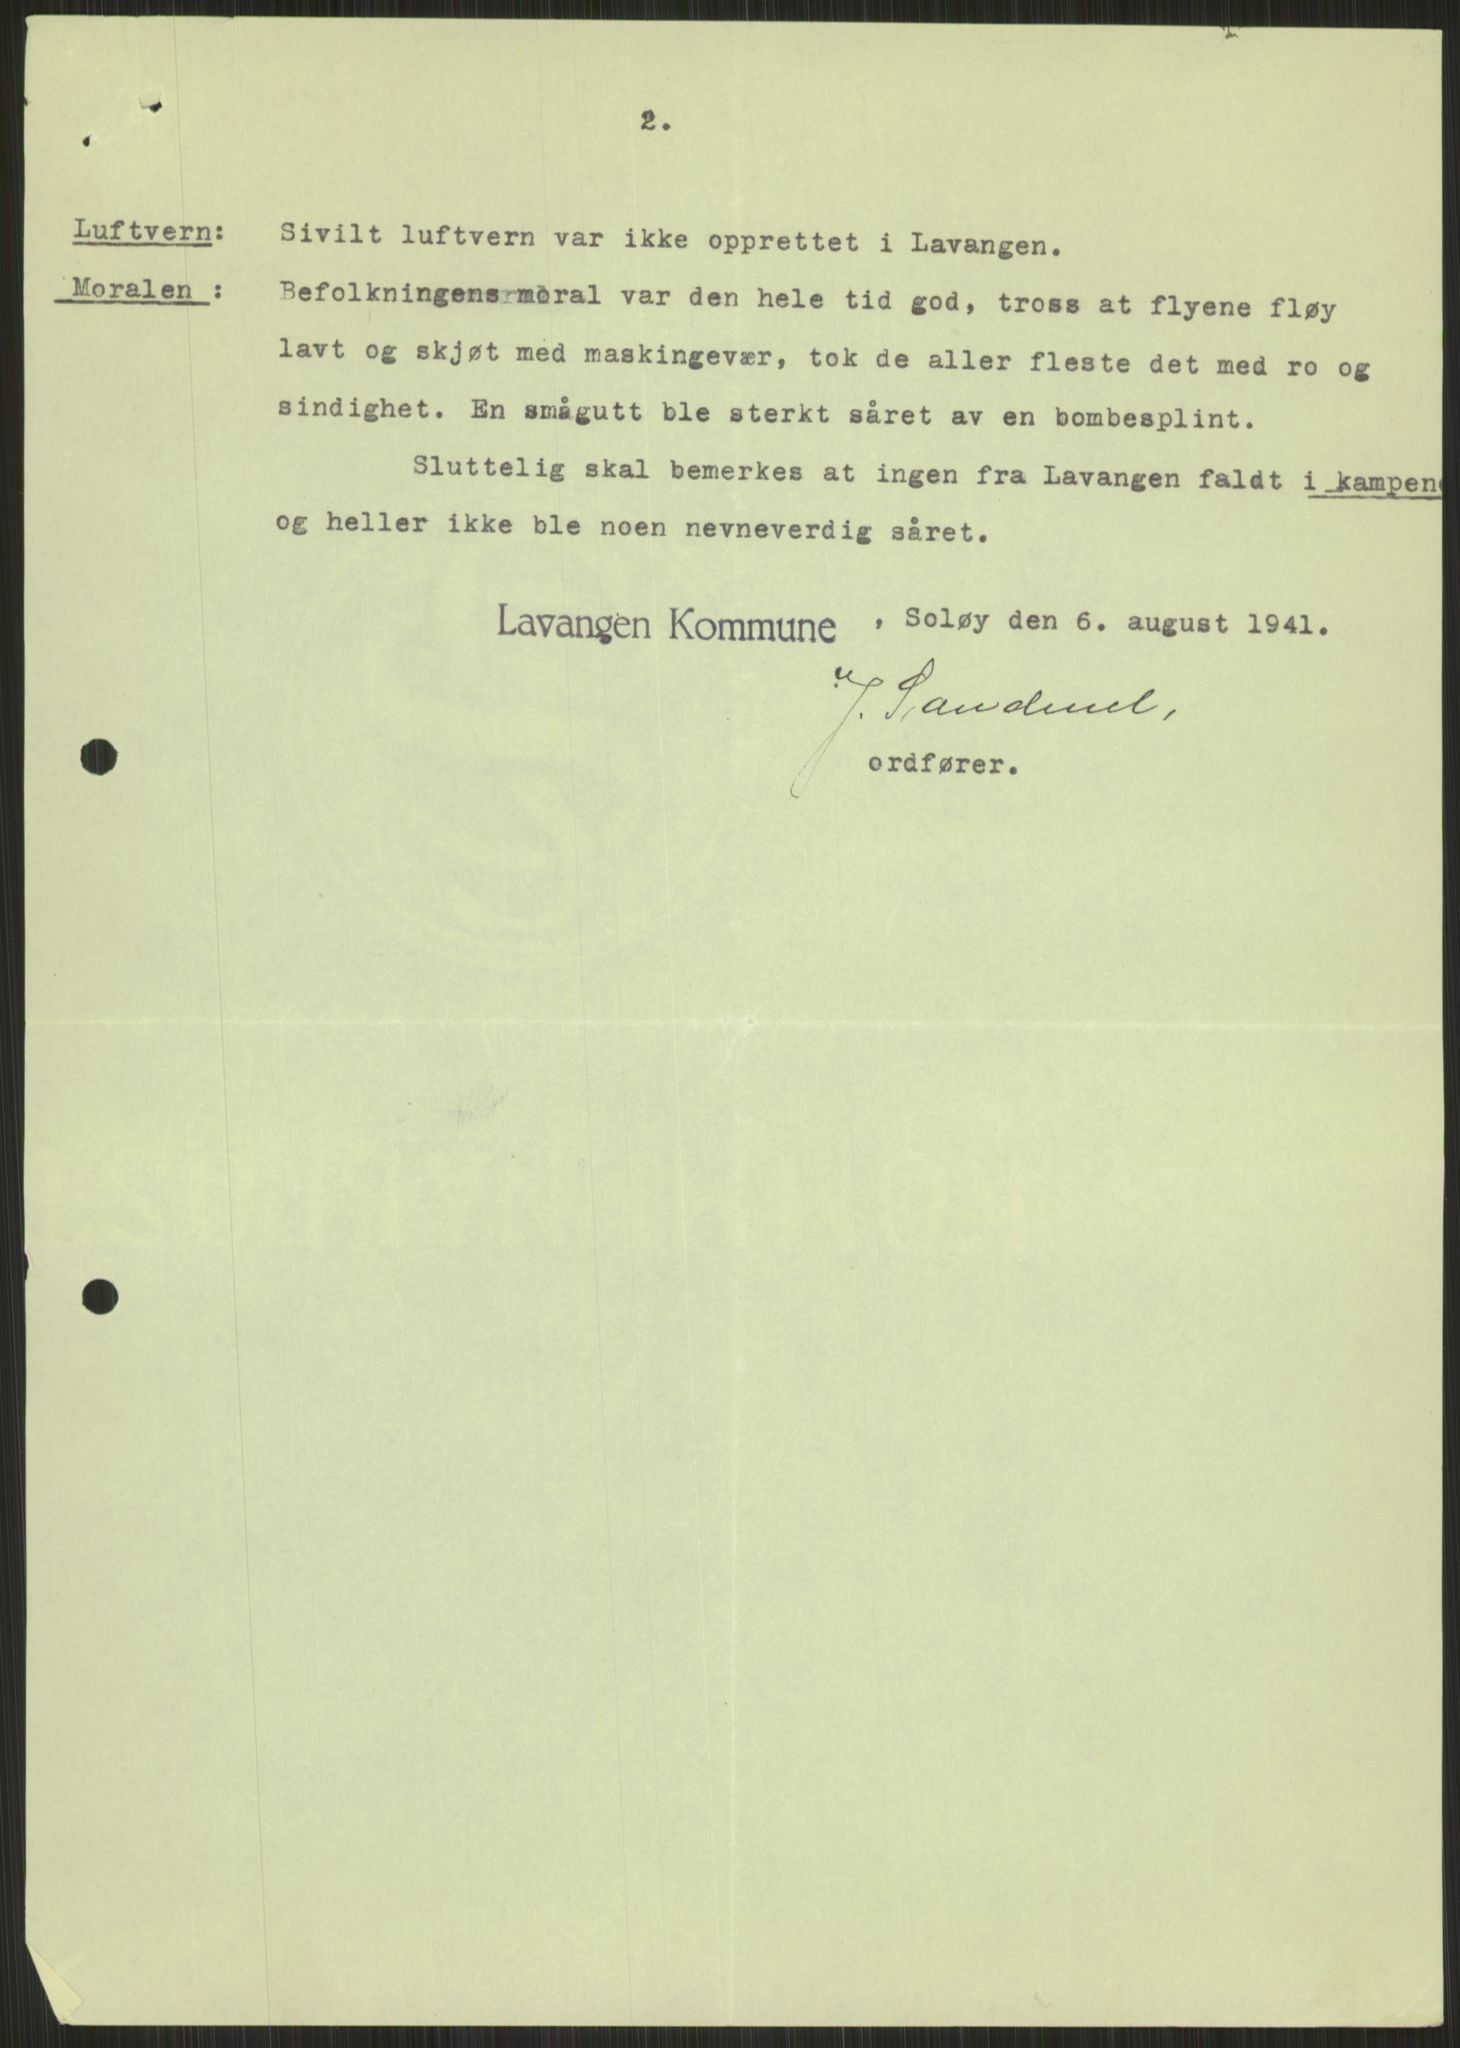 2.
Luftvern: Sivilt luftvern var ikke opprettet i Lavangen.
Moralen : Befolkningens moral var den hele tid god, tross at flyene fløy
lavt og skjøt med maskingevær, tok de aller fleste det med ro og
sindighet. En smågutt ble sterkt såret av en bombesplint.
Sluttelig skal bemerkes at ingen fra Lavangen faldt i kampene
og heller ikke ble noen nevneverdig såret.
Lavangen Kommune , Soløy den 6. august 1941.
J.
ordfører.